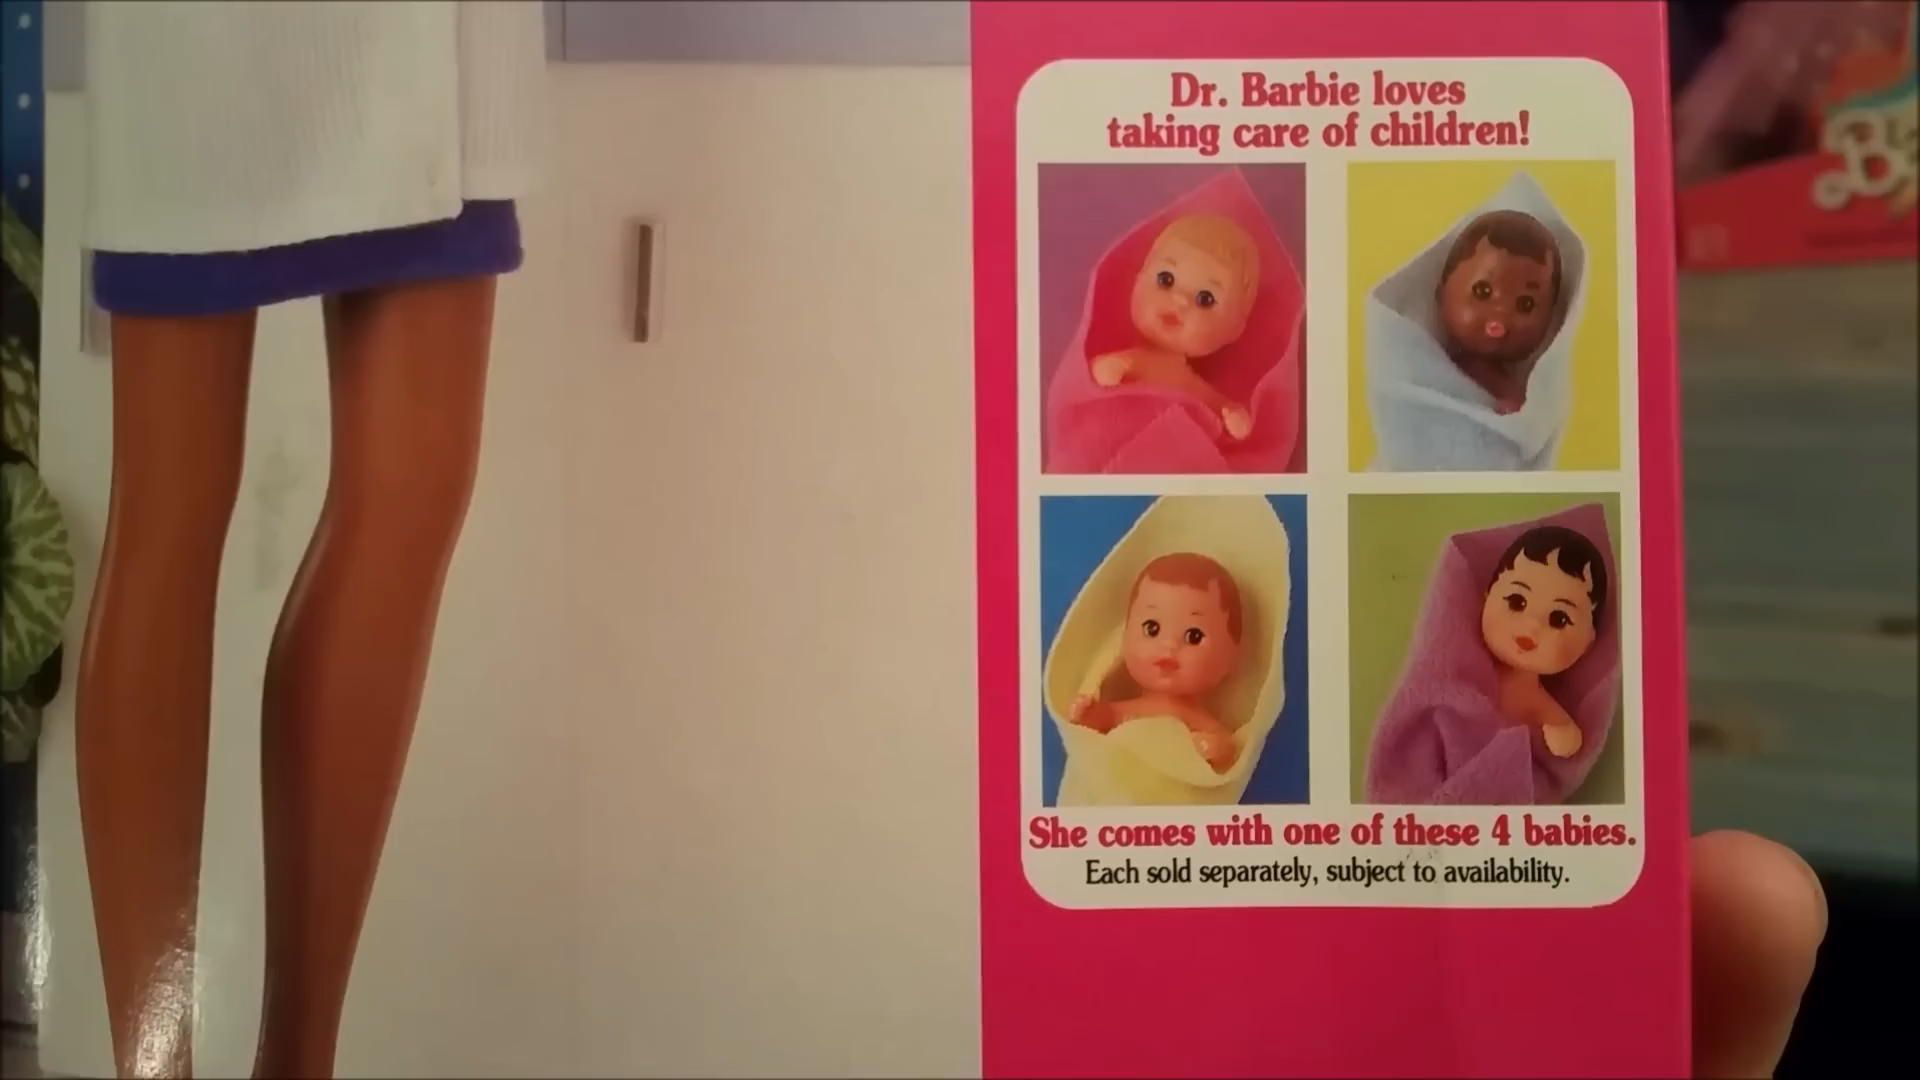 Dr. Barbie loves
taking care of children!
She comes with one of these 4 babies.
Each sold separately, subject to availability.